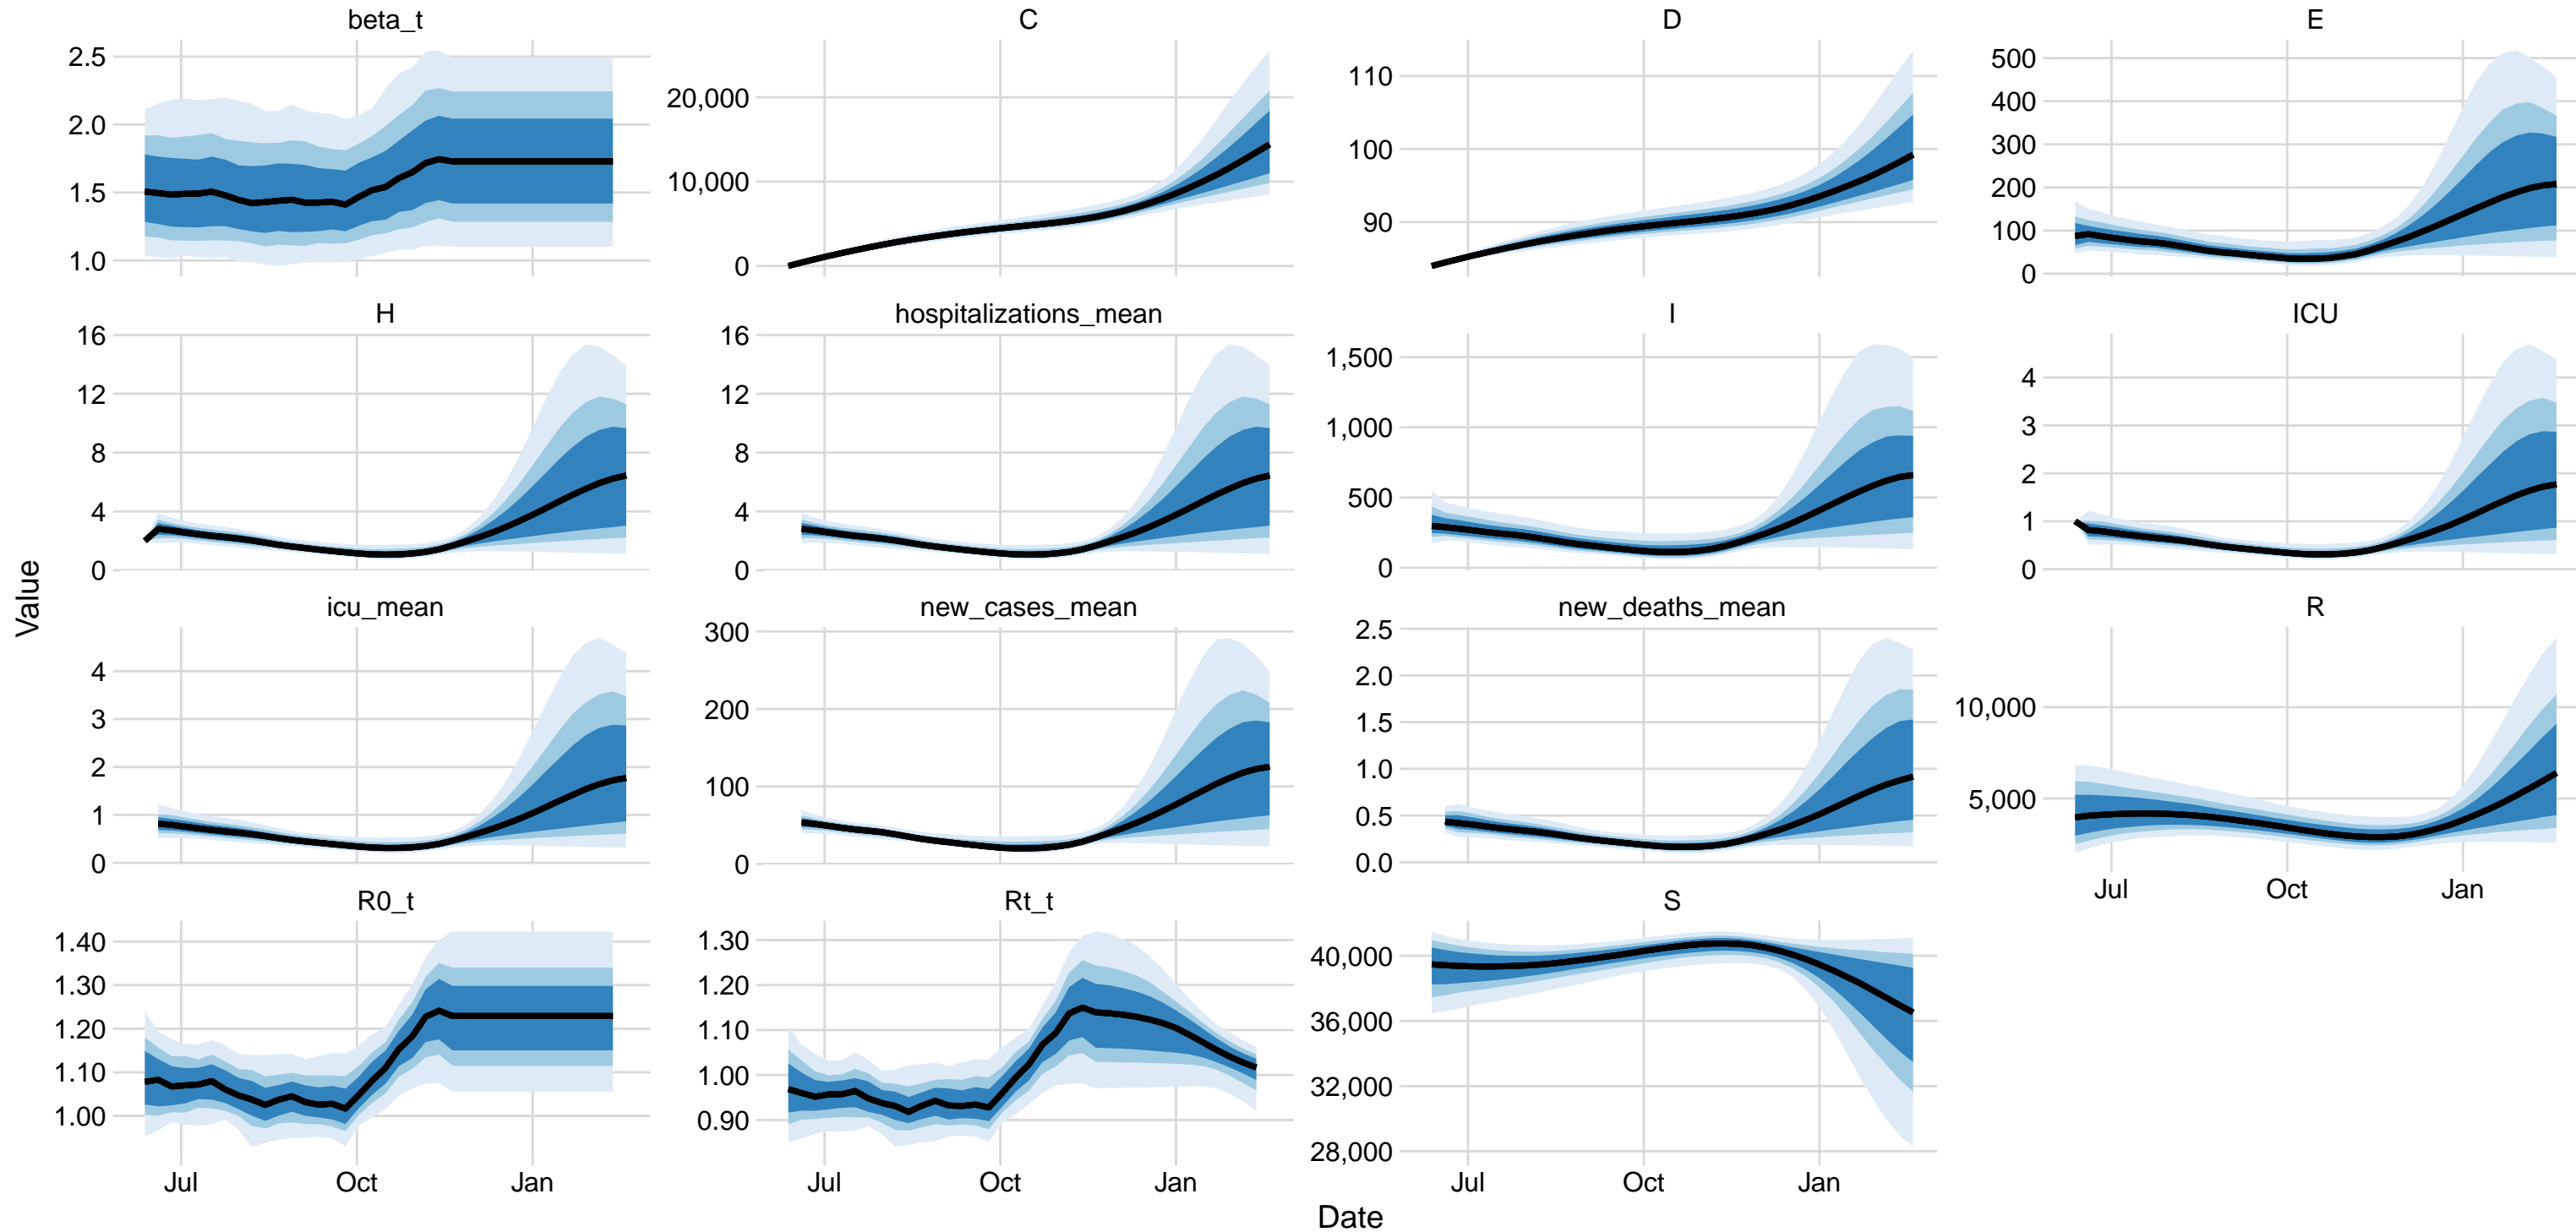 beta_t
C
D
E
2.5
2.0
1.5
1.0
20,000
10,000
0
110
100
90
500
400
300
200
100
0
H
hospitalizations_mean
I
ICU
16
12
8
4
0
16
12
8
4
0
1,500
1,000
500
0
4
3
2
1
0
Value
icu_mean
new_cases_mean
new_deaths_mean
R
4
3
2
1
0
300
200
100
0
2.5
2.0
1.5
1.0
0.5
0.0
10,000
5,000
Jul
Oct
Jan
R0_t
Rt_t
S
1.40
1.30
1.20
1.10
1.00
1.30
1.20
1.10
1.00
0.90
40,000
36,000
32,000
28,000
Jul
Oct
Jan
Jul
Oct
Jan
Jul
Oct
Jan
Date